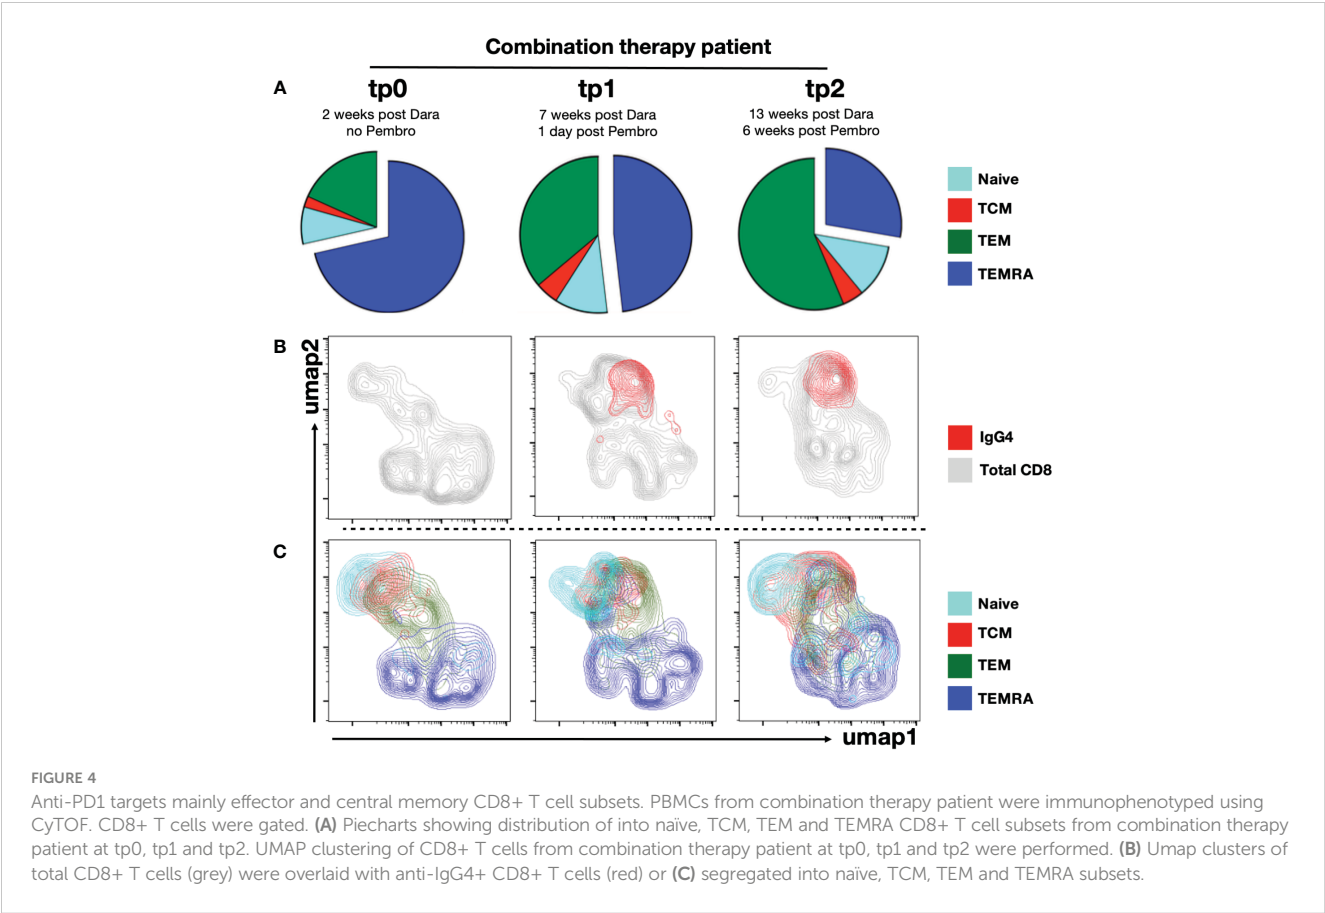 Combination therapy patient
A
tp0
tp1
tp2
2 weeks post Dara
no Pembro
7 weeks post Dara
1 day post Pembro
13 weeks post Dara
6 weeks post Pembro
Naive
TCM
TEM
TEMRA
B
umap2
IgG4
Total CD8
C
Naive
TCM
TEM
TEMRA
umap1
FIGURE 4
Anti-PD1 targets mainly effector and central memory CD8+ T cell subsets. PBMCs from combination therapy patient were immunophenotyped using
CyTOF. CD8+ T cells were gated. (A) Piecharts showing distribution of into naïve, TCM, TEM and TEMRA CD8+ T cell subsets from combination therapy
patient at tp0, tp1 and tp2. UMAP clustering of CD8+ T cells from combination therapy patient at tp0, tp1 and tp2 were performed. (B) Umap clusters of
total CD8+ T cells (grey) were overlaid with anti-IgG4+ CD8+ T cells (red) or (C) segregated into naïve, TCM, TEM and TEMRA subsets.